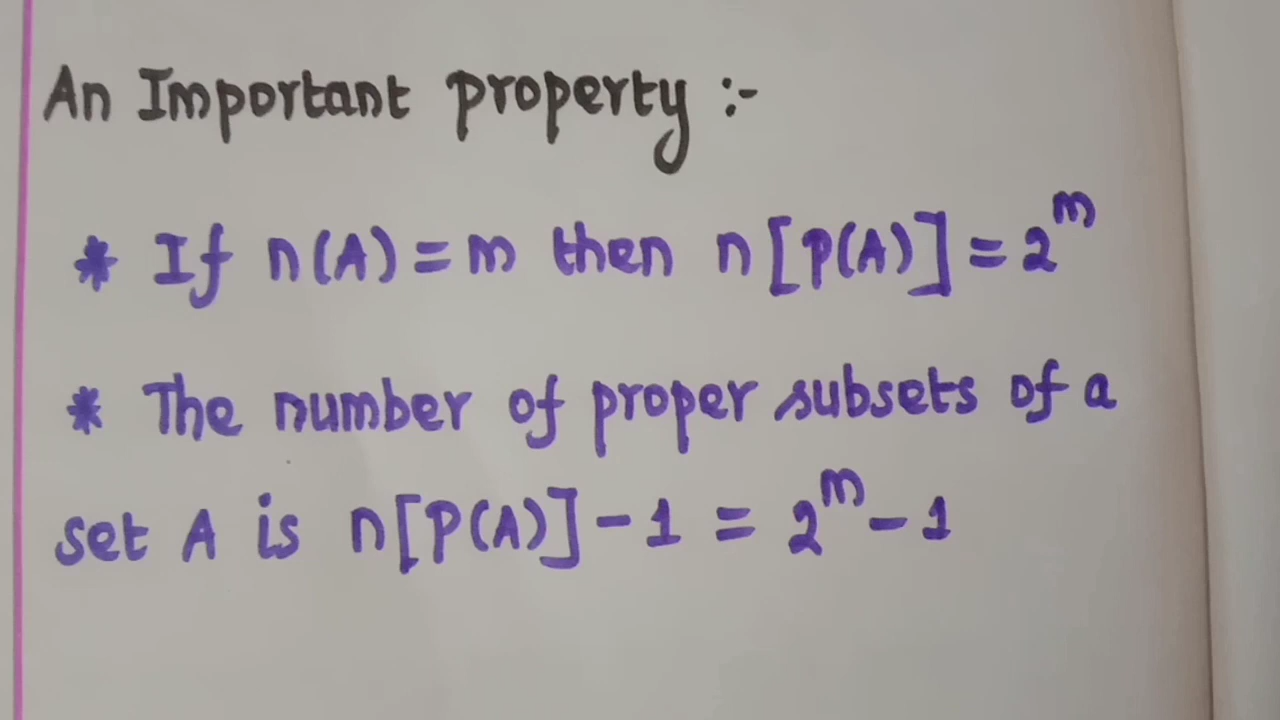 An Important property :-
* If n(A) = m then n[P(A)] = 2^m
* The number of proper subsets of a
set A is n[P(A)] - 1 = 2^m - 1